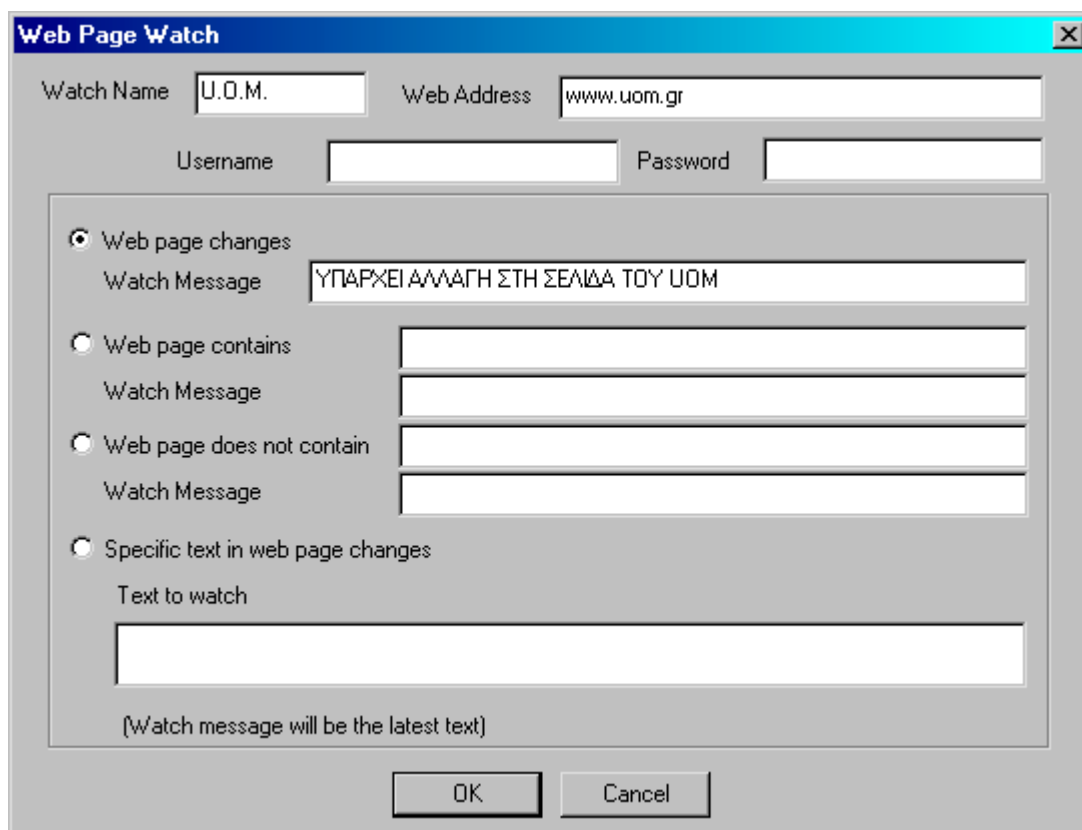 Web Page Watch
Watch Name U.O.M. Web Address www.uom.gr
Username Password
Web page changes
Watch Message ΥΠΑΡΧΕΙ ΑΛΛΑΓΗ ΣΤΗ ΣΕΛΙΔΑ ΤΟΥ UOM
Web page contains
Watch Message
Web page does not contain
Watch Message
Specific text in web page changes
Text to watch
(Watch message will be the latest text)
OK Cancel